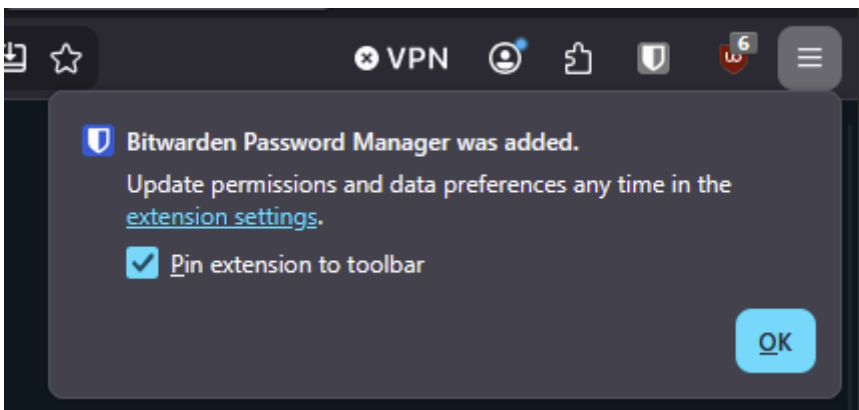 VPN
6
Bitwarden Password Manager was added.
Update permissions and data preferences any time in the
extension settings.
Pin extension to toolbar
OK